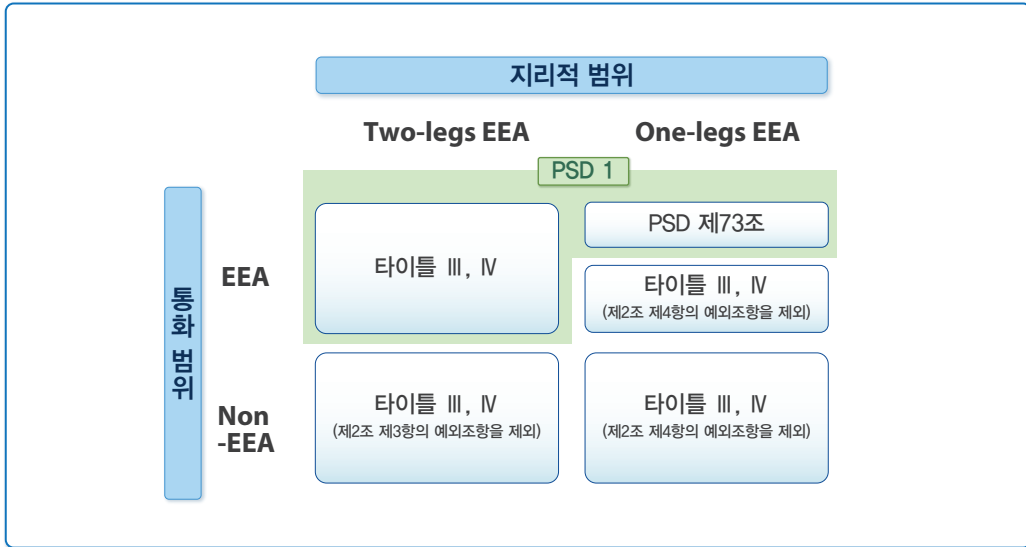 지리적 범위
Two-legs EEA
One-legs EEA
PSD 1
통화 범위
EEA
타이틀 Ⅲ, Ⅳ
PSD 제73조
타이틀 Ⅲ, Ⅳ
(제2조 제4항의 예외조항을 제외)
Non
-EEA
타이틀 Ⅲ, Ⅳ
(제2조 제3항의 예외조항을 제외)
타이틀 Ⅲ, Ⅳ
(제2조 제4항의 예외조항을 제외)